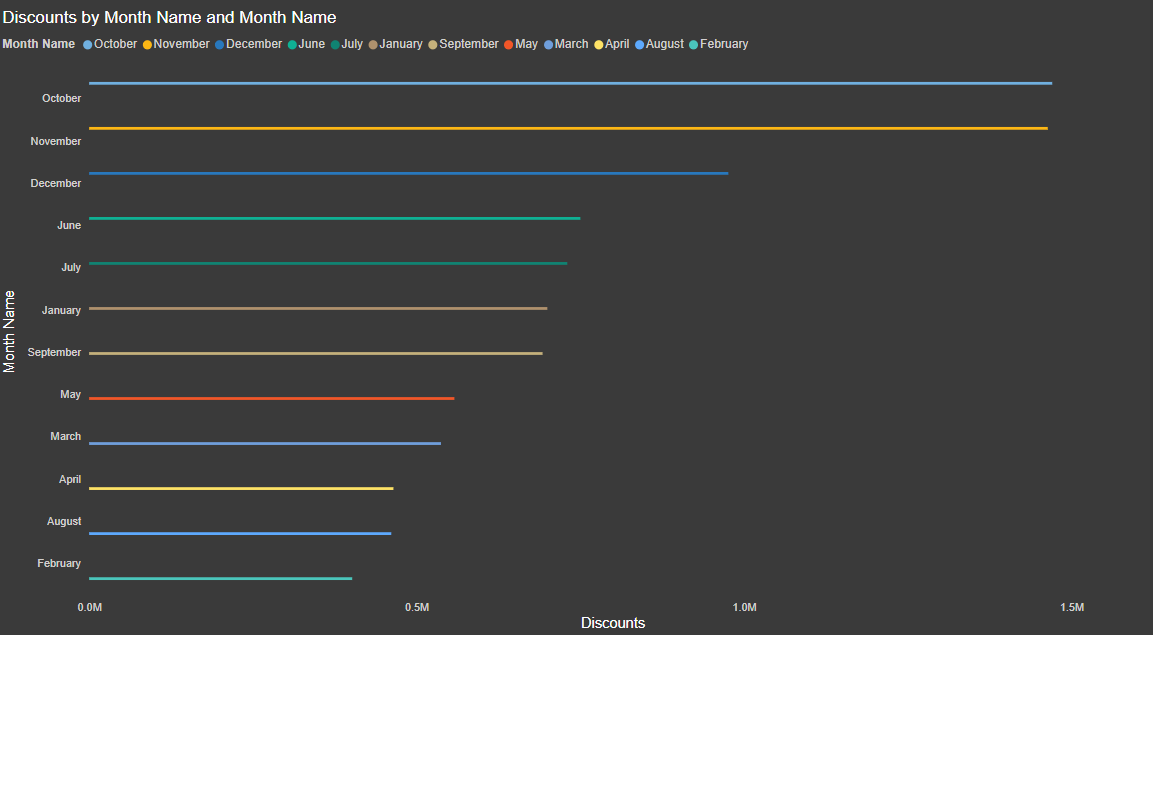 Discounts by Month Name and Month Name
Month Name October November December June July January September May March April August February
October
November
December
June
July
January
September
May
March
April
August
February
Month Name
0.0M 0.5M 1.0M 1.5M
Discounts